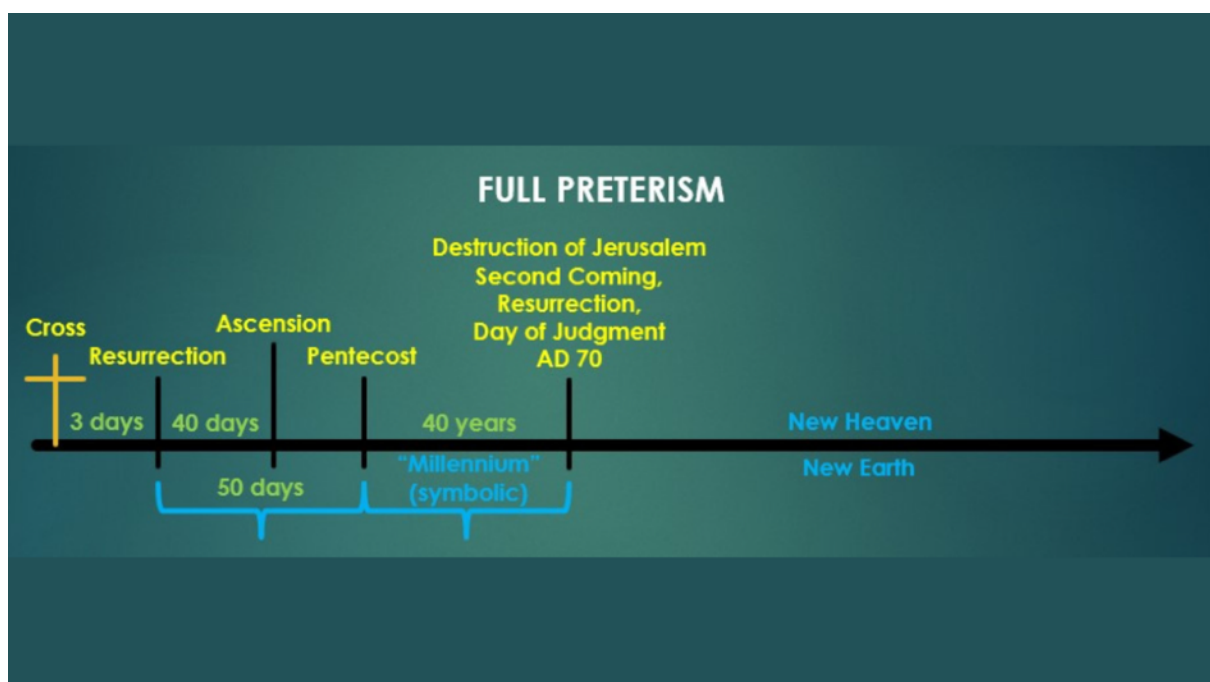 FULL PRETERISM
Destruction of Jerusalem
Second Coming,
Resurrection,
Day of Judgment
AD 70
Cross
Ascension
Resurrection
Pentecost
3 days
40 days
40 years
New Heaven
"Millennium"
(symbolic)
New Earth
50 days